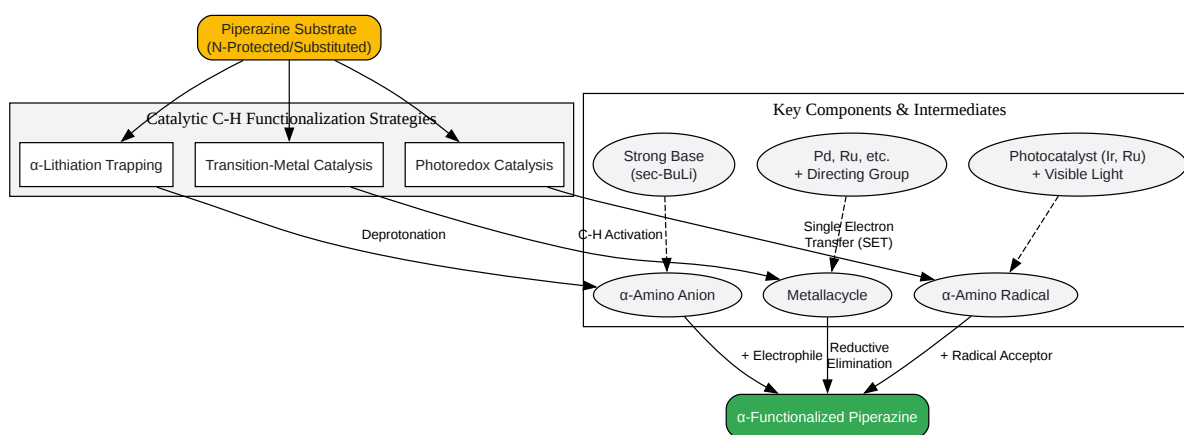 Piperazine Substrate
(N-Protected/Substituted)
Catalytic C-H Functionalization Strategies
Key Components & Intermediates
α-Lithiation Trapping
Transition-Metal Catalysis
Photoredox Catalysis
Strong Base
(sec-BuLi)
Pd, Ru, etc.
+ Directing Group
Photocatalyst (Ir, Ru)
+ Visible Light
Deprotonation
C-H Activation
Single Electron
Transfer (SET)
α-Amino Anion
Metallacycle
α-Amino Radical
+ Electrophile
Reductive
Elimination
+ Radical Acceptor
α-Functionalized Piperazine